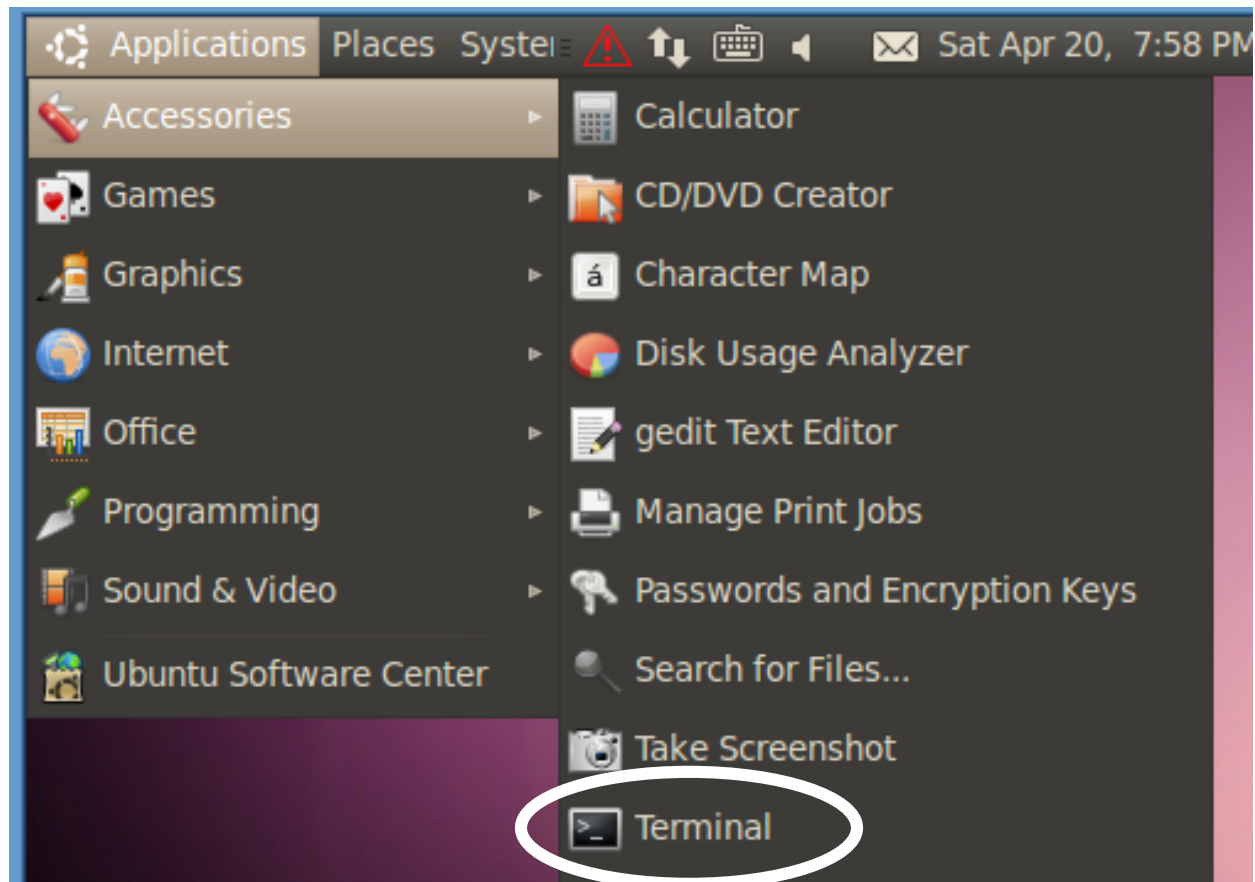 Applications Places Syster Sat Apr 20, 7:58 PM
Accessories
Games
Graphics
Internet
Office
Programming
Sound & Video
Ubuntu Software Center
Calculator
CD/DVD Creator
Character Map
Disk Usage Analyzer
gedit Text Editor
Manage Print Jobs
Passwords and Encryption Keys
Search for Files...
Take Screenshot
Terminal